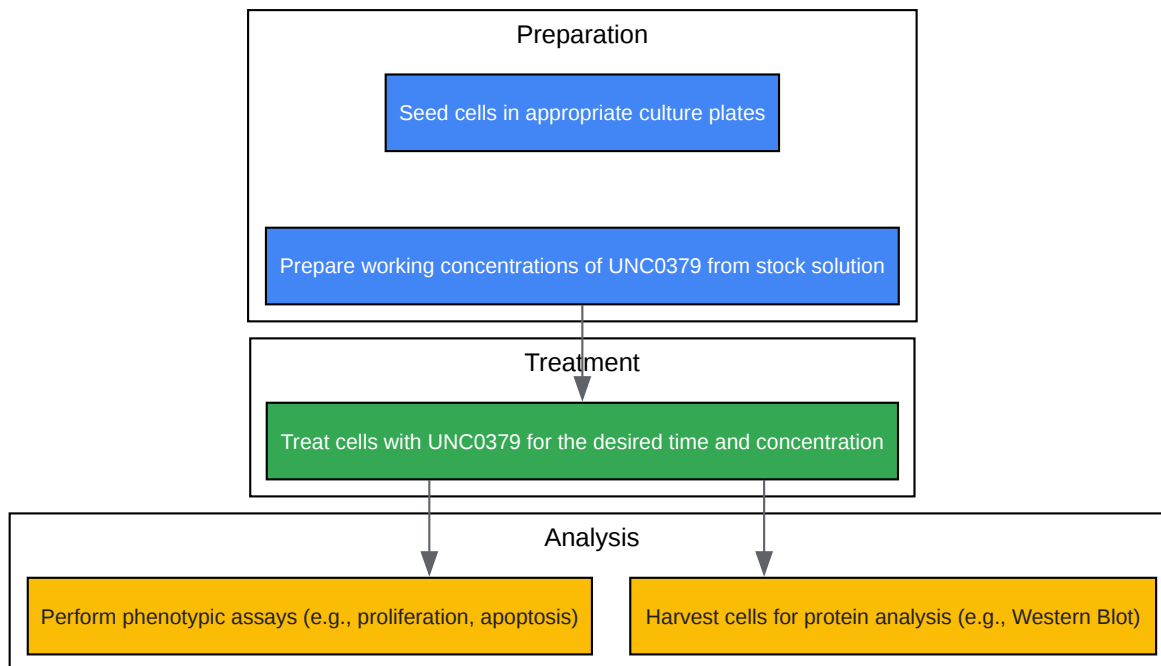 Preparation
Seed cells in appropriate culture plates
Prepare working concentrations of UNC0379 from stock solution
Treatment
Treat cells with UNC0379 for the desired time and concentration
Analysis
Perform phenotypic assays (e.g., proliferation, apoptosis)
Harvest cells for protein analysis (e.g., Western Blot)